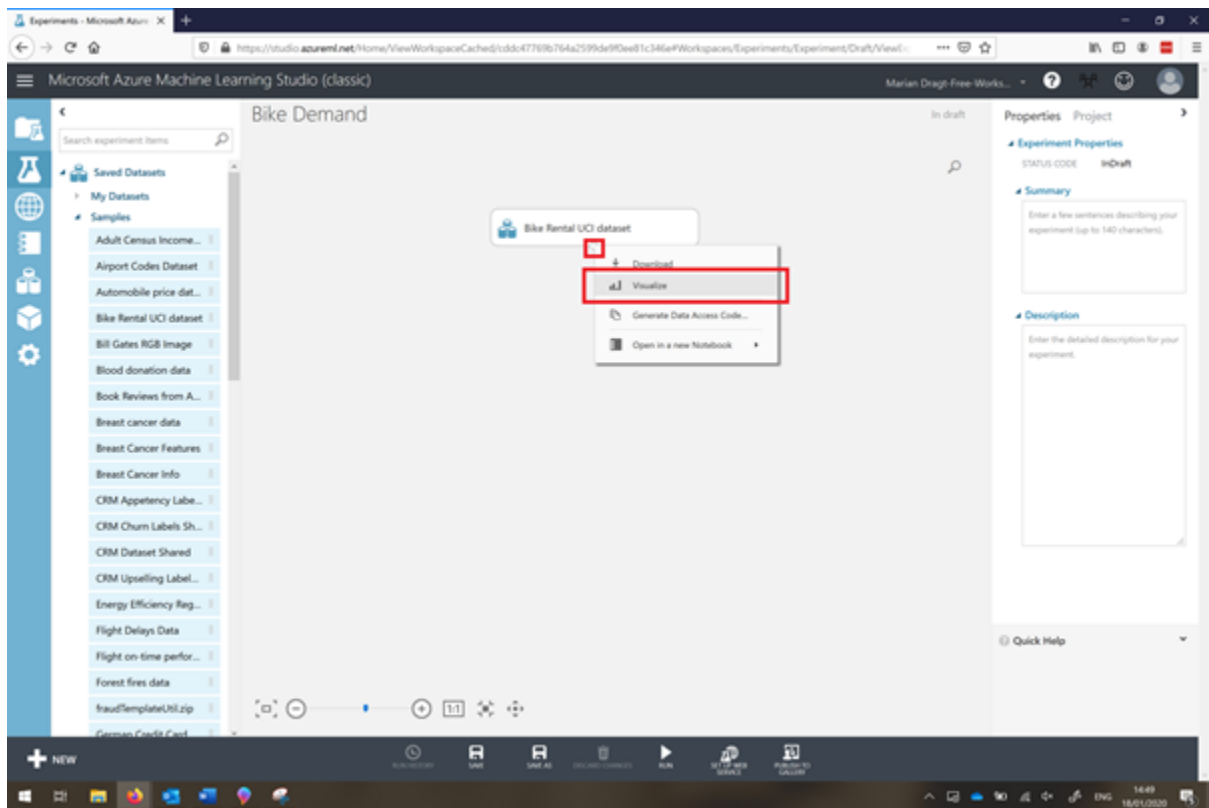 Experiments - Microsoft Azure
https://studio.azureml.net/Home/ViewWorkspaceCached/
Microsoft Azure Machine Learning Studio (classic)
Marian Dragt-Free-Works...
Search experiment items
Saved Datasets
My Datasets
Samples
Adult Census Income...
Airport Codes Dataset
Automobile price dat...
Bike Rental UCI dataset
Bill Gates RGB Image
Blood donation data
Book Reviews from A...
Breast cancer data
Breast Cancer Features
Breast Cancer Info
CRM Appetency Labe...
CRM Churn Labels Sh...
CRM Dataset Shared
CRM Upselling Label...
Energy Efficiency Reg...
Flight Delays Data
Flight on-time perfor...
Forest fires data
fraudTemplateUtil.zip
German Credit Card
Bike Demand
In draft
Bike Rental UCI dataset
Download
Visualize
Generate Data Access Code...
Open in a new Notebook
1:1
Properties Project
Experiment Properties
STATUS CODE InDraft
Summary
Enter a few sentences describing your
experiment (up to 140 characters).
Description
Enter the detailed description for your
experiment.
Quick Help
NEW
RUN HISTORY
SAVE
SAVE AS
DISCARD CHANGES
RUN
SET UP WEB
SERVICE
PUBLISH TO
GALLERY
ENG
14:49
18/01/2020